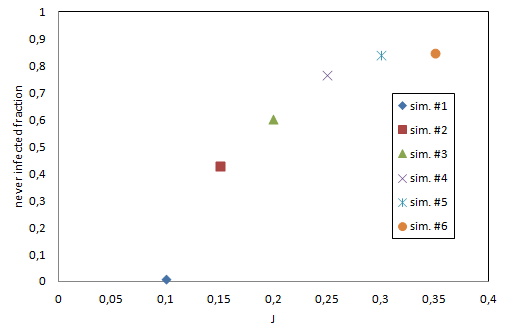 1
0,9
0,8
0,7
0,6
0,5
0,4
0,3
0,2
0,1
0
never infected fraction
0 0,05 0,1 0,15 0,2 0,25 0,3 0,35 0,4
J
sim. #1
sim. #2
sim. #3
sim. #4
sim. #5
sim. #6